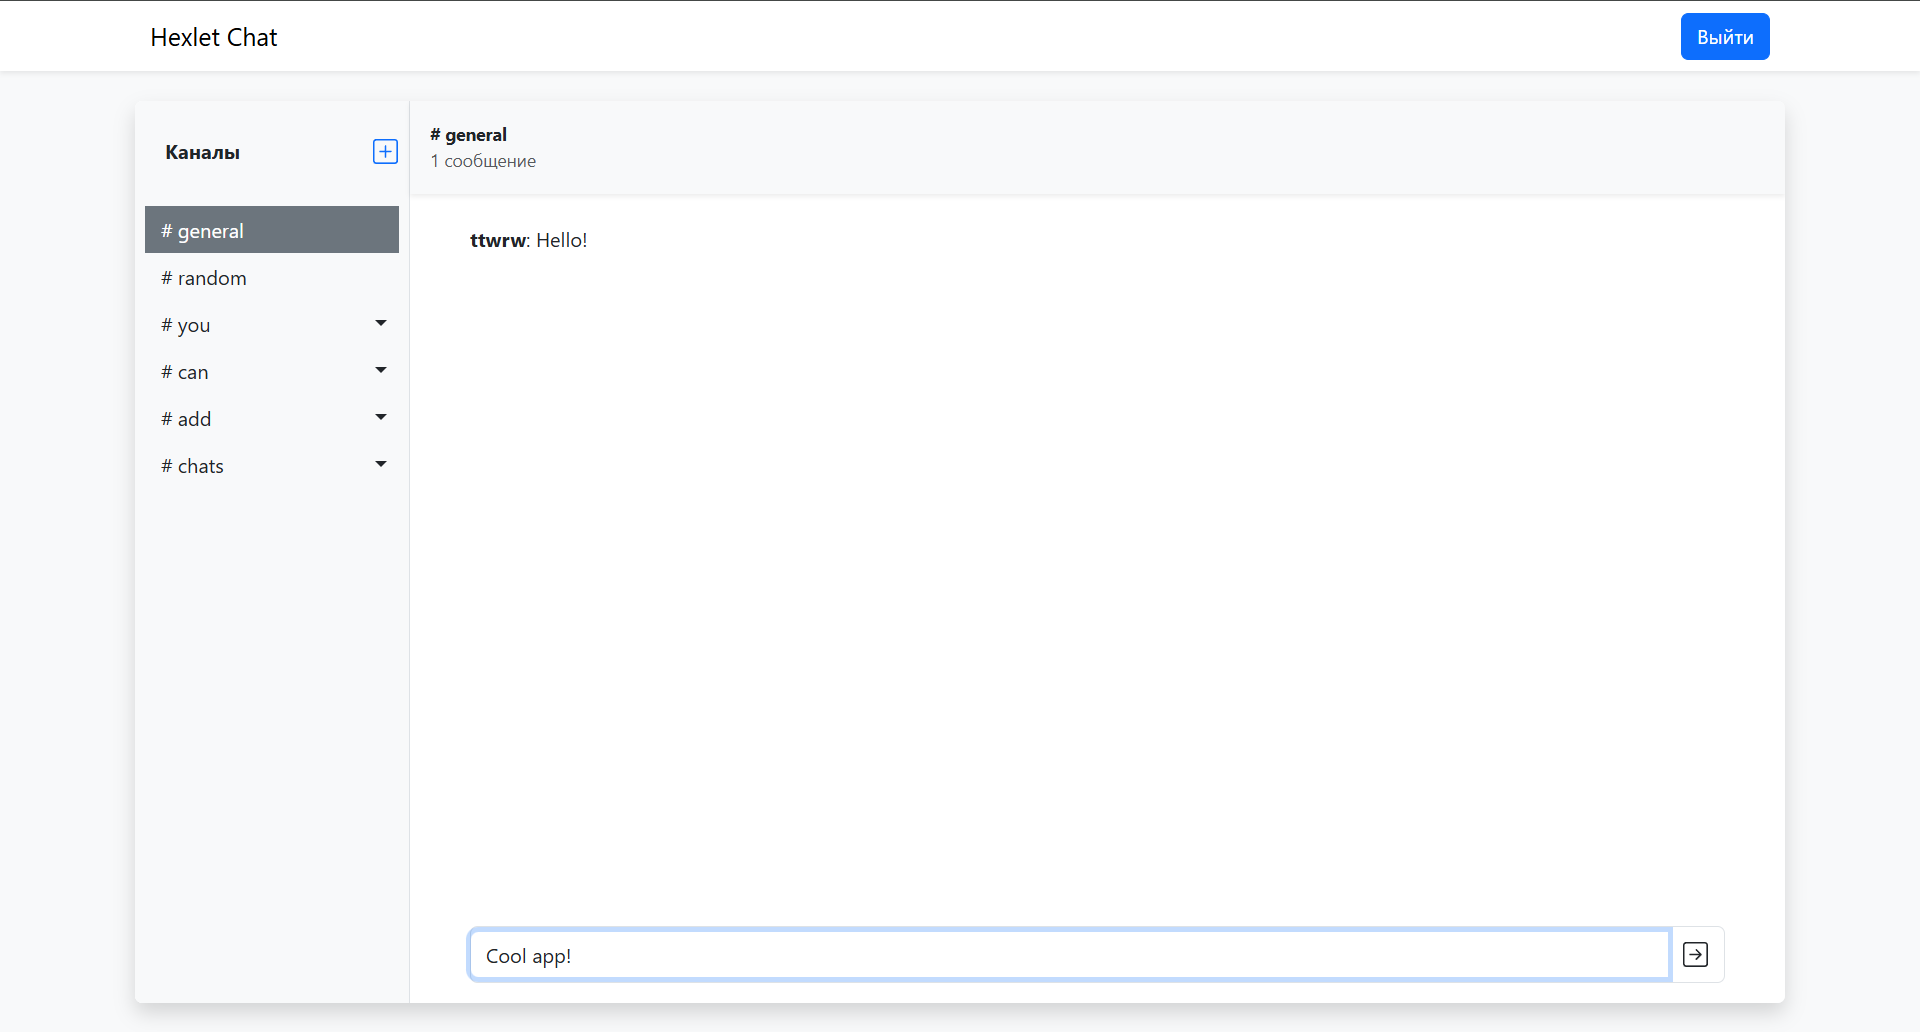 Hexlet Chat
Выйти
Каналы
# general
# random
# you
# can
# add
# chats
# general
1 сообщение
ttwrw: Hello!
Cool app!